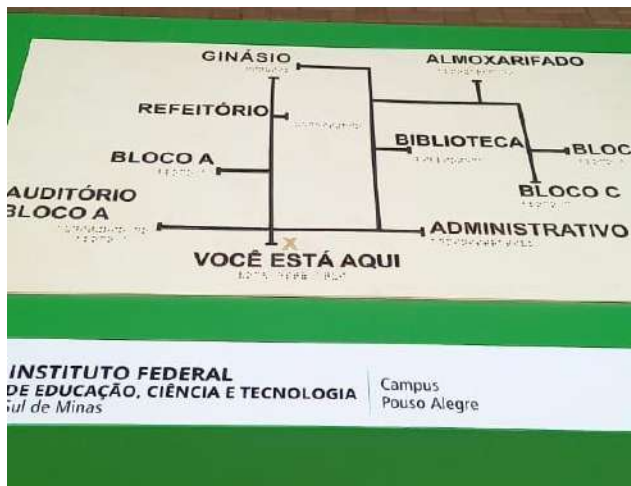 GINÁSIO
ALMOXARIFADO
REFEITÓRIO
BIBLIOTECA
BLOC
BLOCO A
BLOCO C
AUDITÓRIO
BLOCO A
ADMINISTRATIVO
X
VOCÊ ESTÁ AQUI
INSTITUTO FEDERAL
DE EDUCAÇÃO, CIÊNCIA E TECNOLOGIA
Sul de Minas
Campus
Pouso Alegre